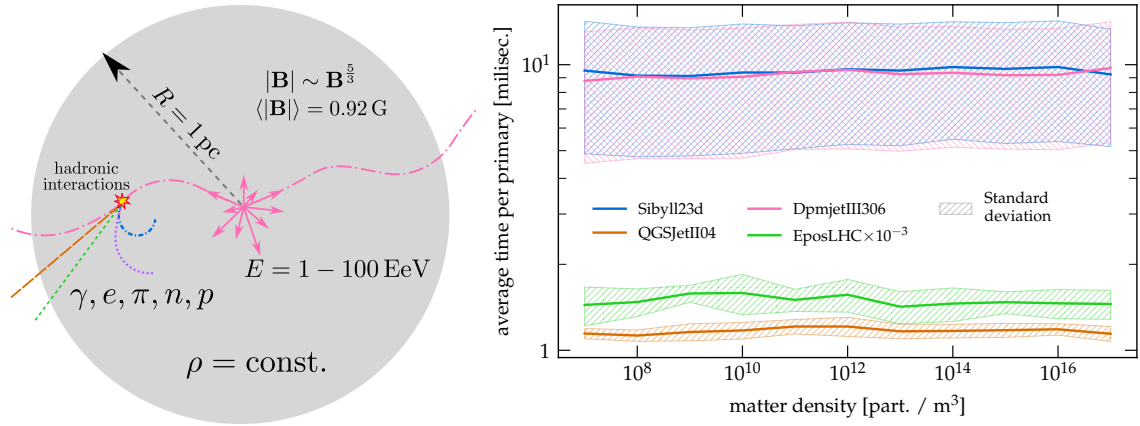 |B| ∼ B^{5/3}
⟨|B|⟩ = 0.92 G
R = 1 pc
hadronic
interactions
E = 1 − 100 EeV
γ, e, π, n, p
ρ = const.
average time per primary [milisec.]
10^1
1
Sibyll23d
QGSJetII04
DpmjetIII306
EposLHC×10^{−3}
Standard
deviation
10^8
10^{10}
10^{12}
10^{14}
10^{16}
matter density [part. / m^3]